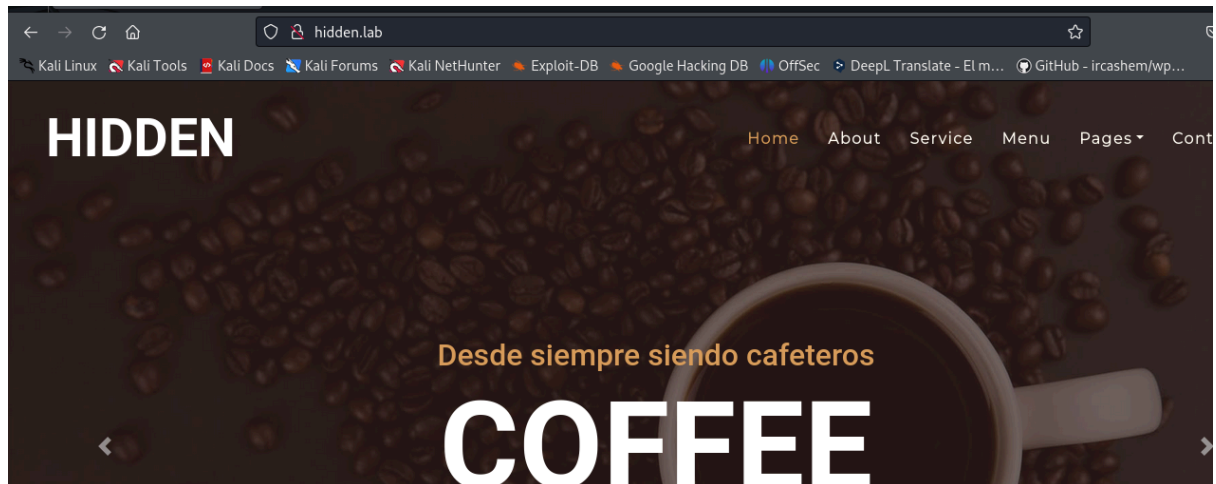 hidden.lab
Kali Linux Kali Tools Kali Docs Kali Forums Kali NetHunter Exploit-DB Google Hacking DB OffSec DeepL Translate - El m... GitHub - ircashem/wp...
HIDDEN Home About Service Menu Pages Cont
Desde siempre siendo cafeteros
COFFEE